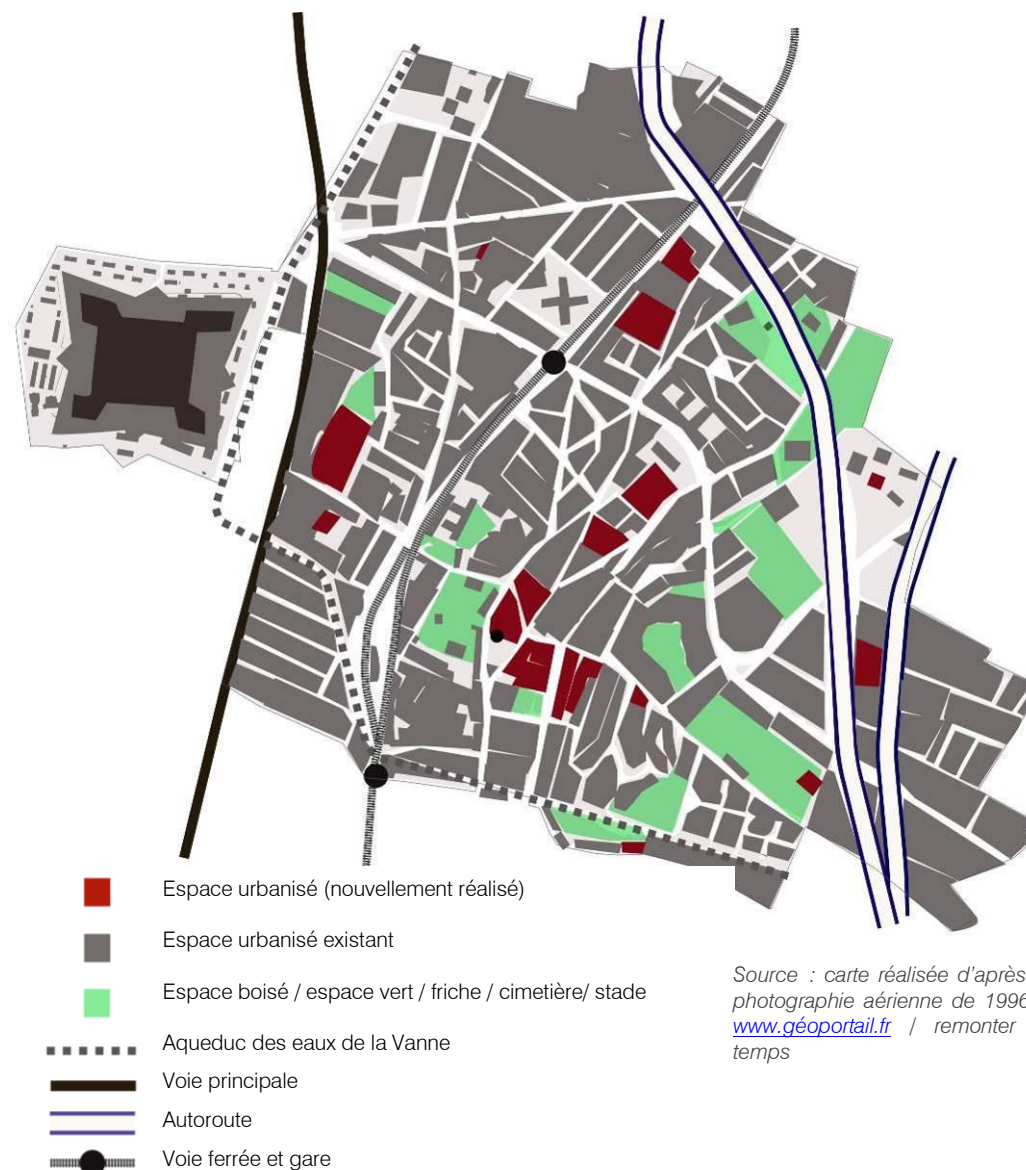 Espace urbanisé (nouvellement réalisé)
Espace urbanisé existant
Espace boisé / espace vert / friche / cimetière/ stade
Aqueduc des eaux de la Vanne
Voie principale
Autoroute
Voie ferrée et gare
Source : carte réalisée d'après
photographie aérienne de 1996
www.géoportail.fr / remonter
temps